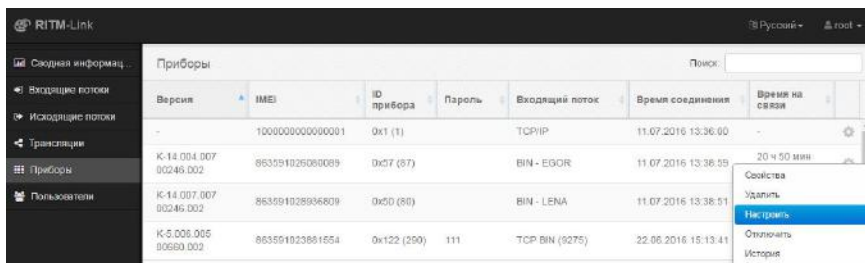 RITM-Link
Русский
root
Сводная информац...
Входящие потоки
Исходящие потоки
Трансляции
Приборы
Пользователи
Приборы
Поиск:
Версия IMEI ID прибора Пароль Входящий поток Время соединения Время на связи
- 1000000000000001 0x1 (1) TCP/IP 11.07.2016 13:36:00 -
K-14.004.007 00246.002 863591026080089 0x57 (87) BIN - EGOR 11.07.2016 13:38:59 20 ч 50 мин
K-14.007.007 00246.002 863591028936809 0x50 (80) BIN - LENA 11.07.2016 13:38:51
K-5.006.005 00660.002 863591023881554 0x122 (290) 111 TCP BIN (9275) 22.06.2016 15:13:41
Свойства
Удалить
Настроить
Отключить
История